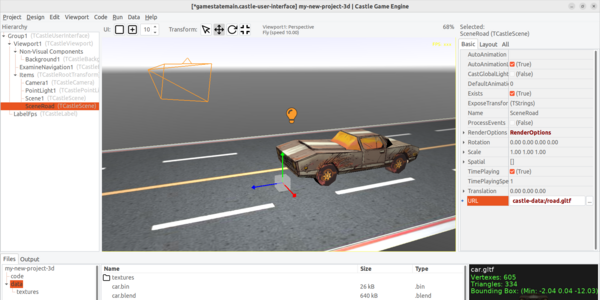 [*gamestatemain.castle-user-interface] my-new-project-3d | Castle Game Engine
Project Design Edit Viewport Code Run Data Help
Hierarchy
Group1 (TCastleUserInterface)
Viewport1 (TCastleViewport)
Non-Visual Components
Background1 (TCastleBackg
ExamineNavigation1 (TCastle
Items (TCastleRootTransform)
Camera1 (TCastleCamera)
PointLight1 (TCastlePointLi
Scene1 (TCastleScene)
SceneRoad (TCastleScene)
LabelFps (TCastleLabel)
UI:
10
Transform:
Viewport1: Perspective
Fly (speed 10.00)
68%
Selected:
SceneRoad (TCastleScene)
Basic Layout All
AutoAnimation
AutoAnimationL (True)
CastGlobalLight (False)
DefaultAnimati 0
Exists (True)
ExposeTransfor (TStrings)
Name SceneRoad
ProcessEvents (False)
RenderOptions RenderOptions
Rotation 0.00 0.00 0.00 0.00
Scale 1.00 1.00 1.00
Spatial []
TimePlaying (True)
TimePlayingSpe 1
Translation 0.00 0.00 0.00
URL castle-data:/road.gltf ...
Files Output
my-new-project-3d
code
data
textures
Name Size Type
textures
car.bin 26 kB .bin
car.blend 640 kB .blend
car.gltf
Vertexes: 605
Triangles: 334
Bounding Box: (Min: -2.04 0.04 -12.03)